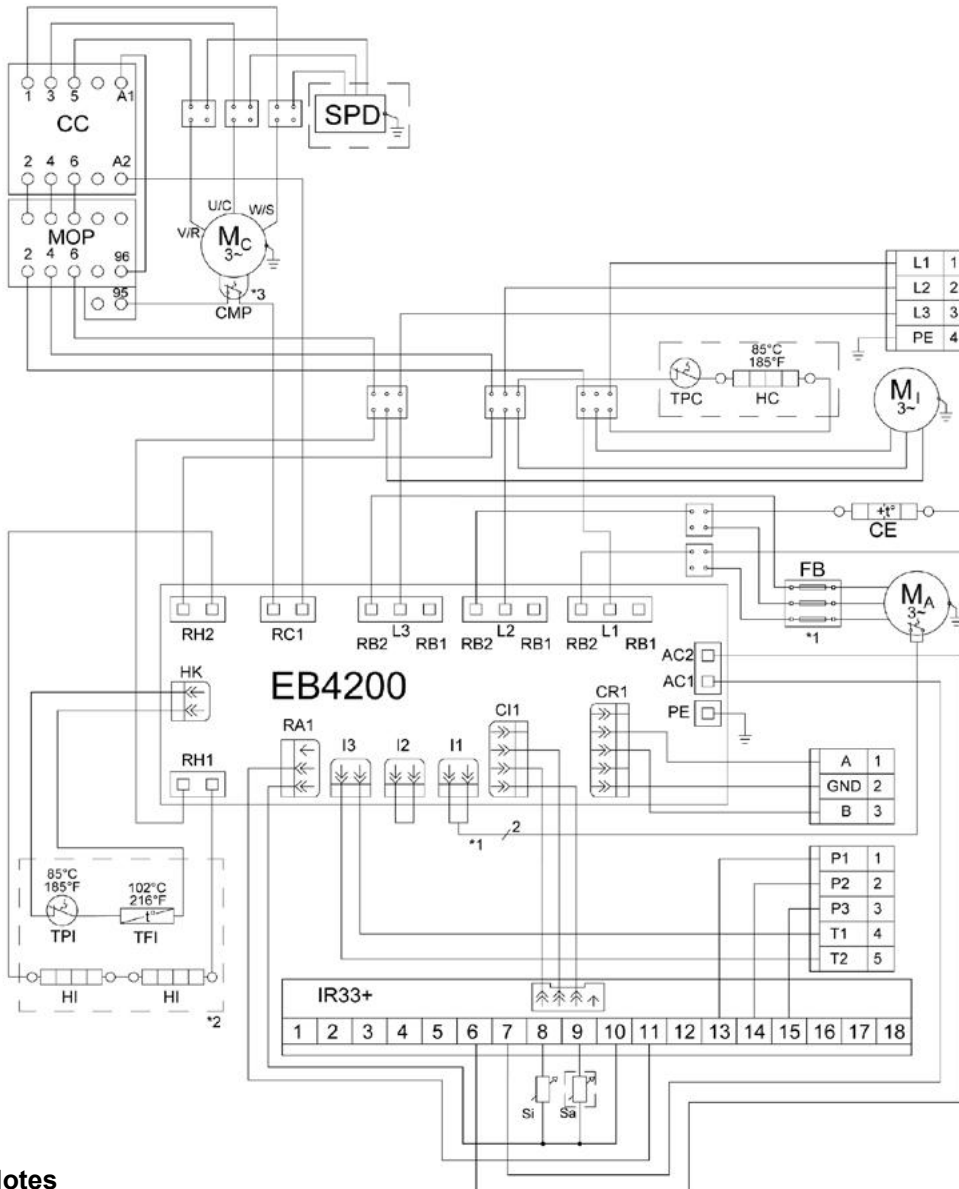 1 3 5 A1
CC
2 4 6 A2
MOP
2 4 6 96
95
SPD
U/C
V/R W/S
MC
3~
*3
CMP
L1 1
L2 2
L3 3
PE 4
85°C
185°F
TPC HC
MI
3~
+t°
CE
FB
*1
MA
3~
RH2 RC1
L3 L2 L1
RB2 RB1 RB2 RB1 RB2 RB1
AC2
AC1
PE
HK
EB4200
RA1 I3 I2 I1 CI1 CR1
RH1
*1 2
A 1
GND 2
B 3
P1 1
P2 2
P3 3
T1 4
T2 5
85°C
185°F
102°C
216°F
t°
TPI TFI
HI HI
*2
IR33+
1 2 3 4 5 6 7 8 9 10 11 12 13 14 15 16 17 18
Si Sa